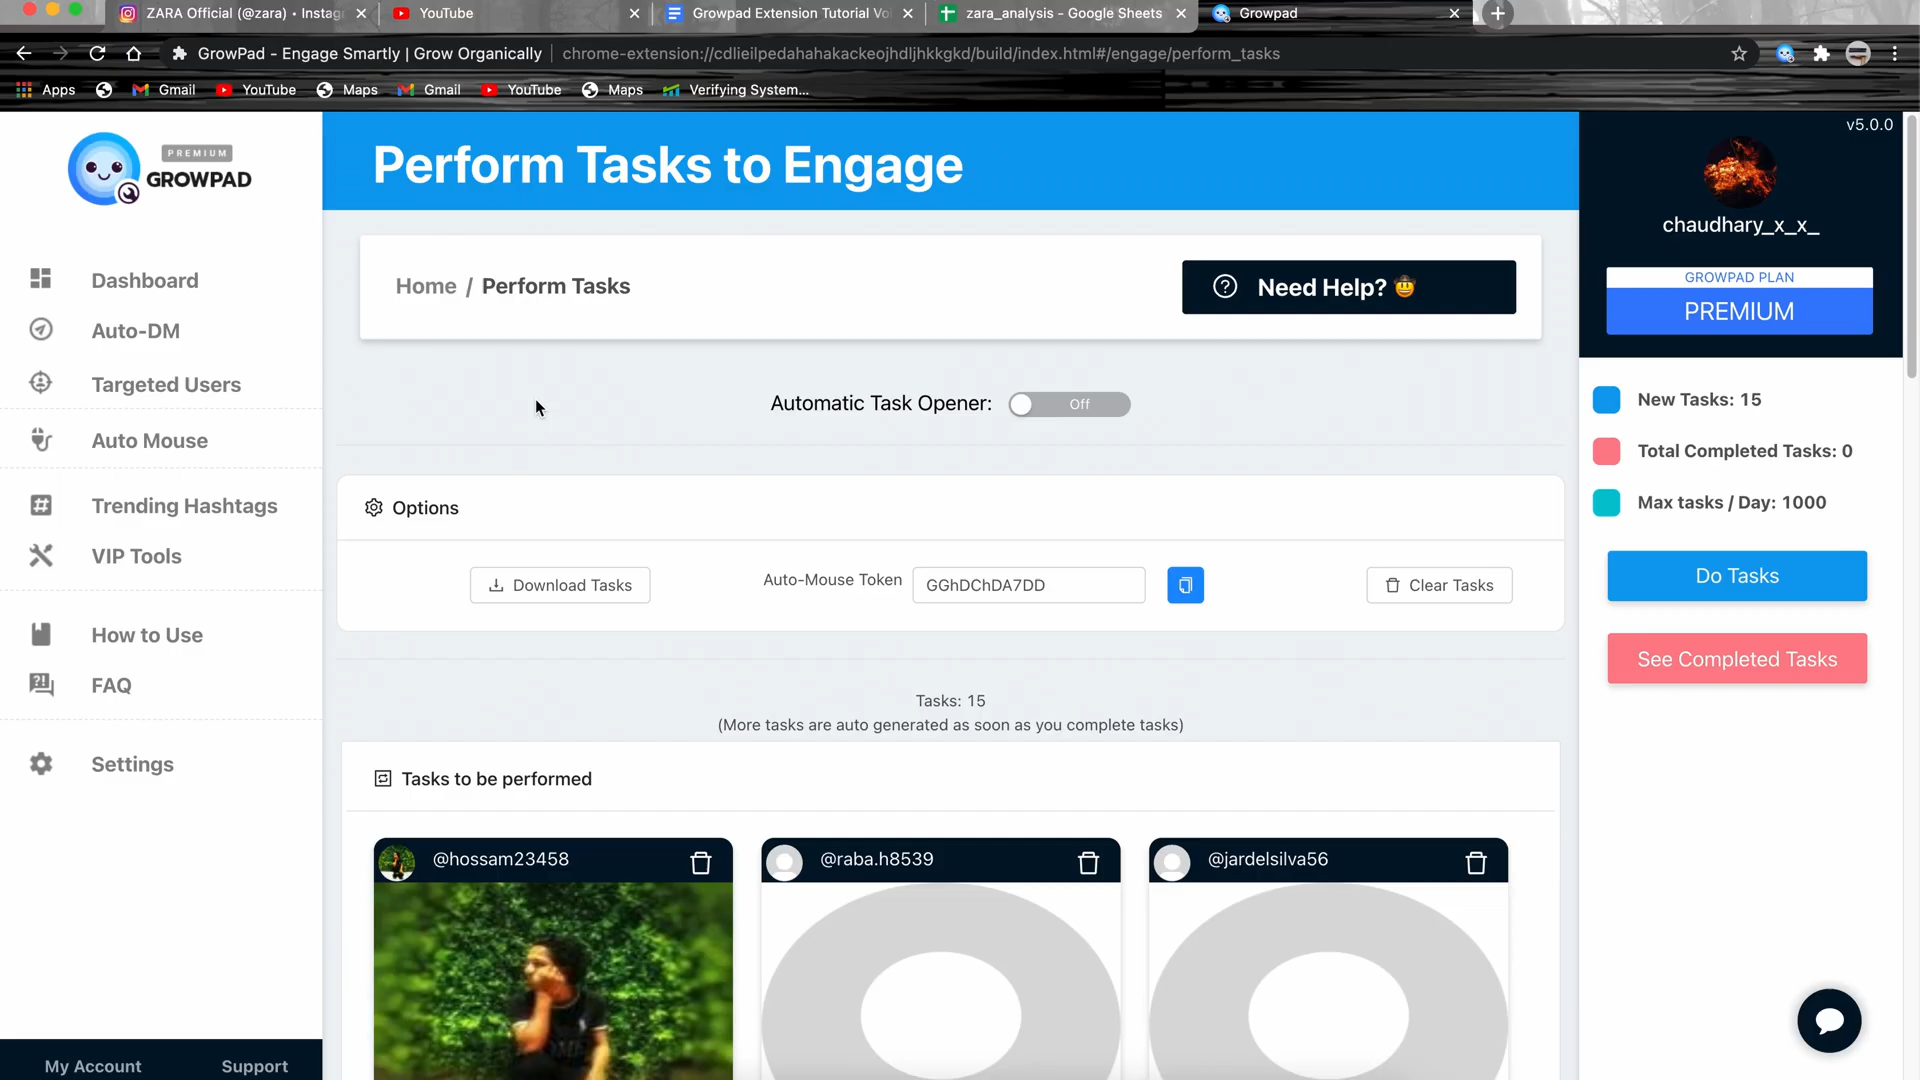 ZARA Official (@zara) • Instag
YouTube
Growpad Extension Tutorial Voi
zara_analysis - Google Sheets
Growpad
GrowPad - Engage Smartly | Grow Organically
chrome-extension://cdlieilpedahahakackeojhdljhkkgkd/build/index.html#/engage/perform_tasks
Apps
Gmail
YouTube
Maps
Gmail
YouTube
Maps
Verifying System...
PREMIUM
GROWPAD
Dashboard
Auto-DM
Targeted Users
Auto Mouse
Trending Hashtags
VIP Tools
How to Use
FAQ
Settings
My Account
Support
Perform Tasks to Engage
Home / Perform Tasks
Need Help? 🤠
Automatic Task Opener:
Off
Options
Download Tasks
Auto-Mouse Token
GGhDChDA7DD
Clear Tasks
Tasks: 15
(More tasks are auto generated as soon as you complete tasks)
Tasks to be performed
@hossam23458
@raba.h8539
@jardelsilva56
v5.0.0
chaudhary_x_x_
GROWPAD PLAN
PREMIUM
New Tasks: 15
Total Completed Tasks: 0
Max tasks / Day: 1000
Do Tasks
See Completed Tasks